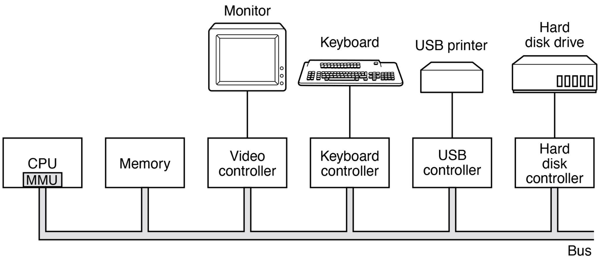 Monitor
Keyboard
USB printer
Hard
disk drive
CPU
MMU
Memory
Video
controller
Keyboard
controller
USB
controller
Hard
disk
controller
Bus